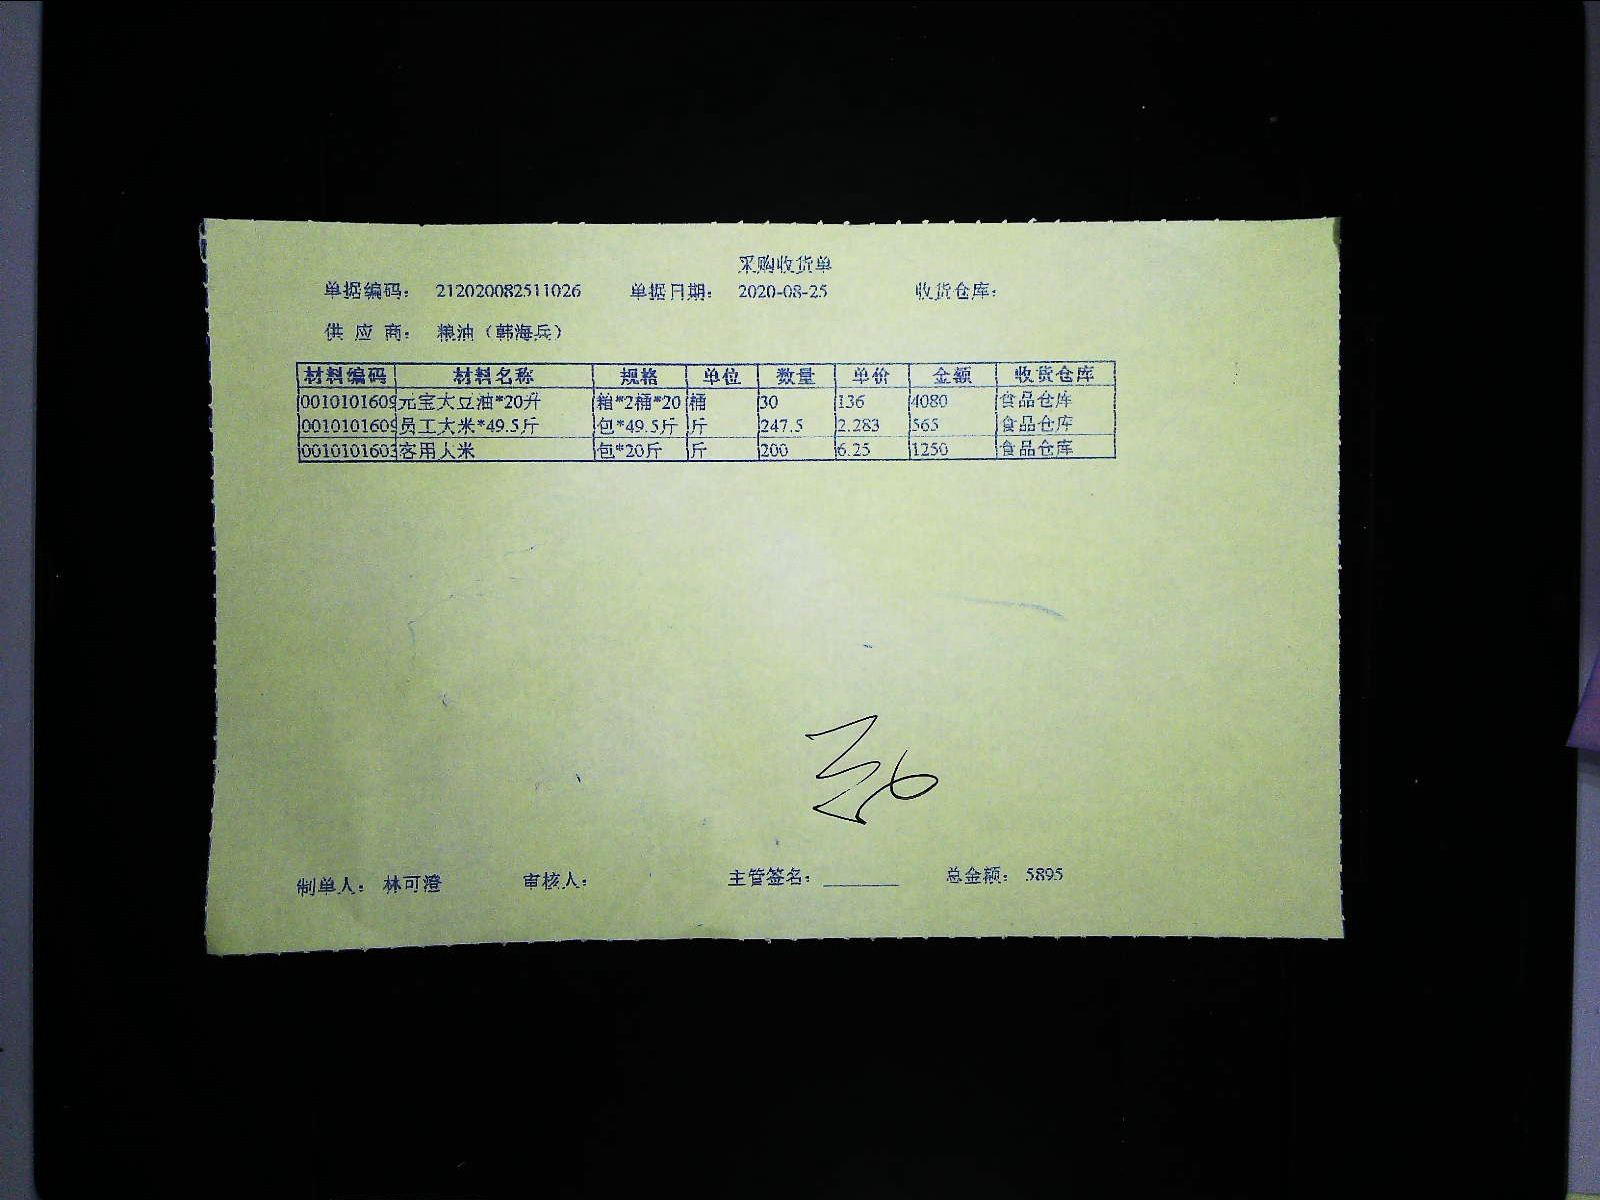 采购收货单
单据编码： 212020082511026 单据日期： 2020-08-25 收货仓库：
供 应 商： 粮油（韩海兵）
材料编码 材料名称 规格 单位 数量 单价 金额 收货仓库
0010101609 元宝大豆油*20升 箱*2桶*20 桶 30 136 4080 食品仓库
0010101609 员工大米*49.5斤 包*49.5斤 斤 247.5 2.283 565 食品仓库
0010101603 客用大米 包*20斤 斤 200 6.25 1250 食品仓库
制单人： 林可澄 审核人： 主管签名： 总金额： 5895